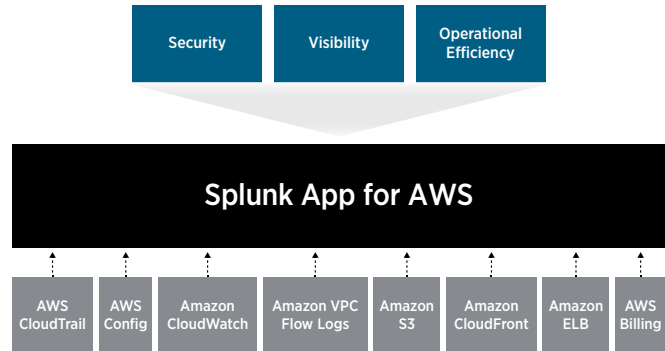 Security
Visibility
Operational
Efficiency
Splunk App for AWS
AWS
CloudTrail
AWS
Config
Amazon
CloudWatch
Amazon VPC
Flow Logs
Amazon
S3
Amazon
CloudFront
Amazon
ELB
AWS
Billing